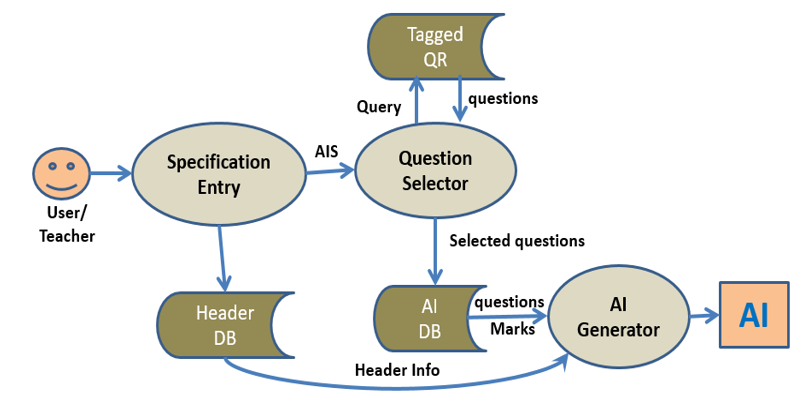 Tagged
QR
Query
questions
Specification
Entry
AIS
Question
Selector
User/
Teacher
Selected questions
Header
DB
AI
DB
questions
Marks
AI
Generator
AI
Header Info